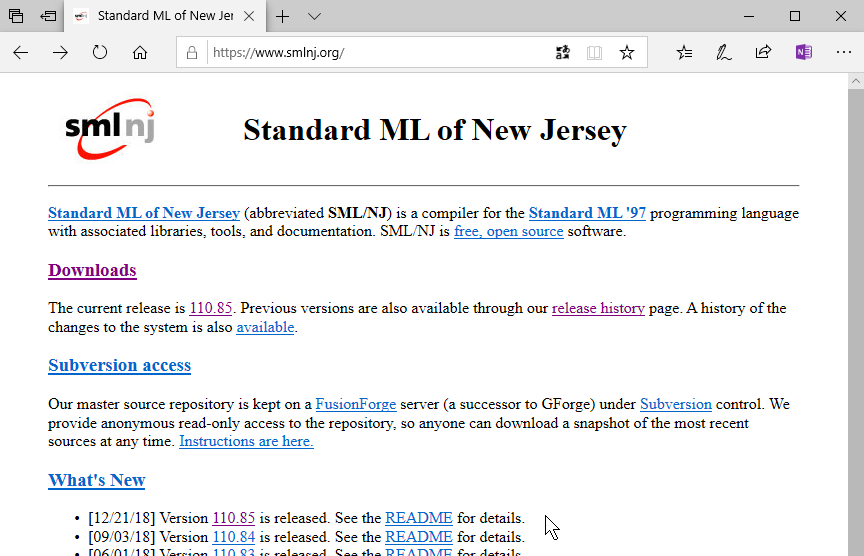 Standard ML of New Jer
https://www.smlnj.org/
sml nj
Standard ML of New Jersey
Standard ML of New Jersey (abbreviated SML/NJ) is a compiler for the Standard ML '97 programming language
with associated libraries, tools, and documentation. SML/NJ is free, open source software.
Downloads
The current release is 110.85. Previous versions are also available through our release history page. A history of the
changes to the system is also available.
Subversion access
Our master source repository is kept on a FusionForge server (a successor to GForge) under Subversion control. We
provide anonymous read-only access to the repository, so anyone can download a snapshot of the most recent
sources at any time. Instructions are here.
What's New
• [12/21/18] Version 110.85 is released. See the README for details.
• [09/03/18] Version 110.84 is released. See the README for details.
• [06/01/18] Version 110.83 is released. See the README for details.